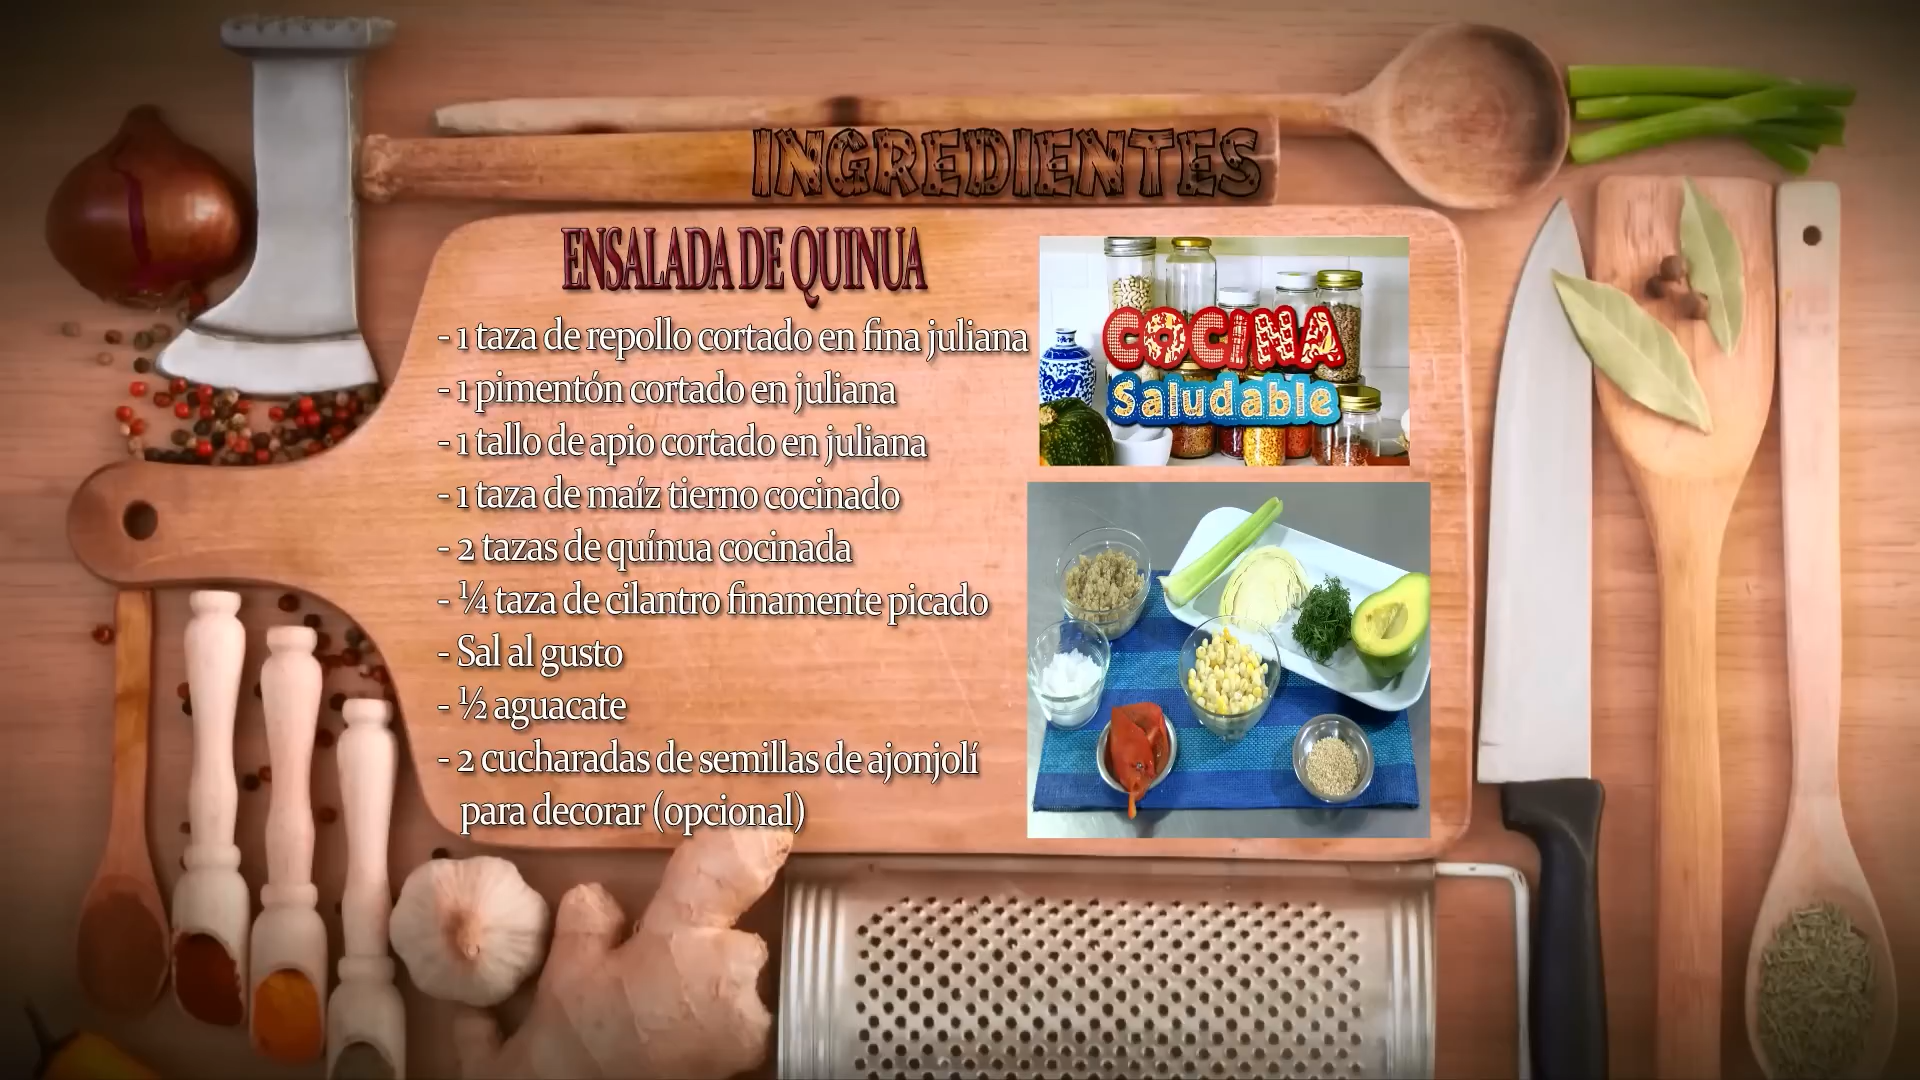 INGREDIENTES
ENSALADA DE QUINUA
- 1 taza de repollo cortado en fina juliana
- 1 pimentón cortado en juliana
- 1 tallo de apio cortado en juliana
- 1 taza de maíz tierno cocinado
- 2 tazas de quínua cocinada
- ¼ taza de cilantro finamente picado
- Sal al gusto
- ½ aguacate
- 2 cucharadas de semillas de ajonjolí
para decorar (opcional)
COCINA
Saludable